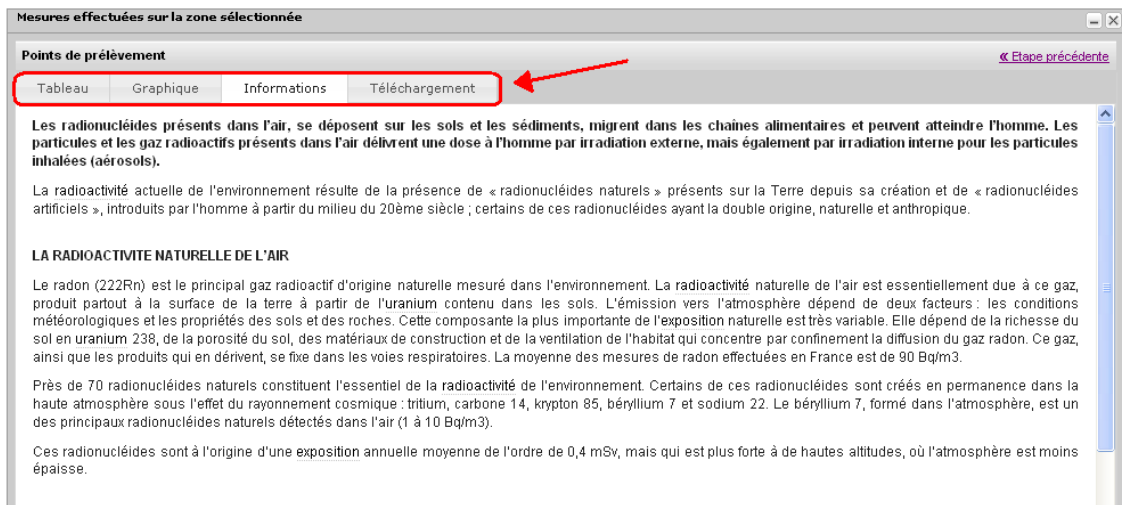 Mesures effectuées sur la zone sélectionnée
Points de prélèvement
« Etape précédente
Tableau Graphique Informations Téléchargement
Les radionucléides présents dans l'air, se déposent sur les sols et les sédiments, migrent dans les chaines alimentaires et peuvent atteindre l'homme. Les
particules et les gaz radioactifs présents dans l'air délivrent une dose à l'homme par irradiation externe, mais également par irradiation interne pour les particules
inhalées (aérosols).
La radioactivité actuelle de l'environnement résulte de la présence de « radionucléides naturels » présents sur la Terre depuis sa création et de « radionucléides
artificiels », introduits par l'homme à partir du milieu du 20ème siècle ; certains de ces radionucléides ayant la double origine, naturelle et anthropique.
LA RADIOACTIVITE NATURELLE DE L'AIR
Le radon (222Rn) est le principal gaz radioactif d'origine naturelle mesuré dans l'environnement. La radioactivité naturelle de l'air est essentiellement due à ce gaz,
produit partout à la surface de la terre à partir de l'uranium contenu dans les sols. L'émission vers l'atmosphère dépend de deux facteurs : les conditions
météorologiques et les propriétés des sols et des roches. Cette composante la plus importante de l'exposition naturelle est très variable. Elle dépend de la richesse du
sol en uranium 238, de la porosité du sol, des matériaux de construction et de la ventilation de l'habitat qui concentre par confinement la diffusion du gaz radon. Ce gaz,
ainsi que les produits qui en dérivent, se fixe dans les voies respiratoires. La moyenne des mesures de radon effectuées en France est de 90 Bq/m3.
Près de 70 radionucléides naturels constituent l'essentiel de la radioactivité de l'environnement. Certains de ces radionucléides sont créés en permanence dans la
haute atmosphère sous l'effet du rayonnement cosmique : tritium, carbone 14, krypton 85, béryllium 7 et sodium 22. Le béryllium 7, formé dans l'atmosphère, est un
des principaux radionucléides naturels détectés dans l'air (1 à 10 Bq/m3).
Ces radionucléides sont à l'origine d'une exposition annuelle moyenne de l'ordre de 0,4 mSv, mais qui est plus forte à de hautes altitudes, où l'atmosphère est moins
épaisse.